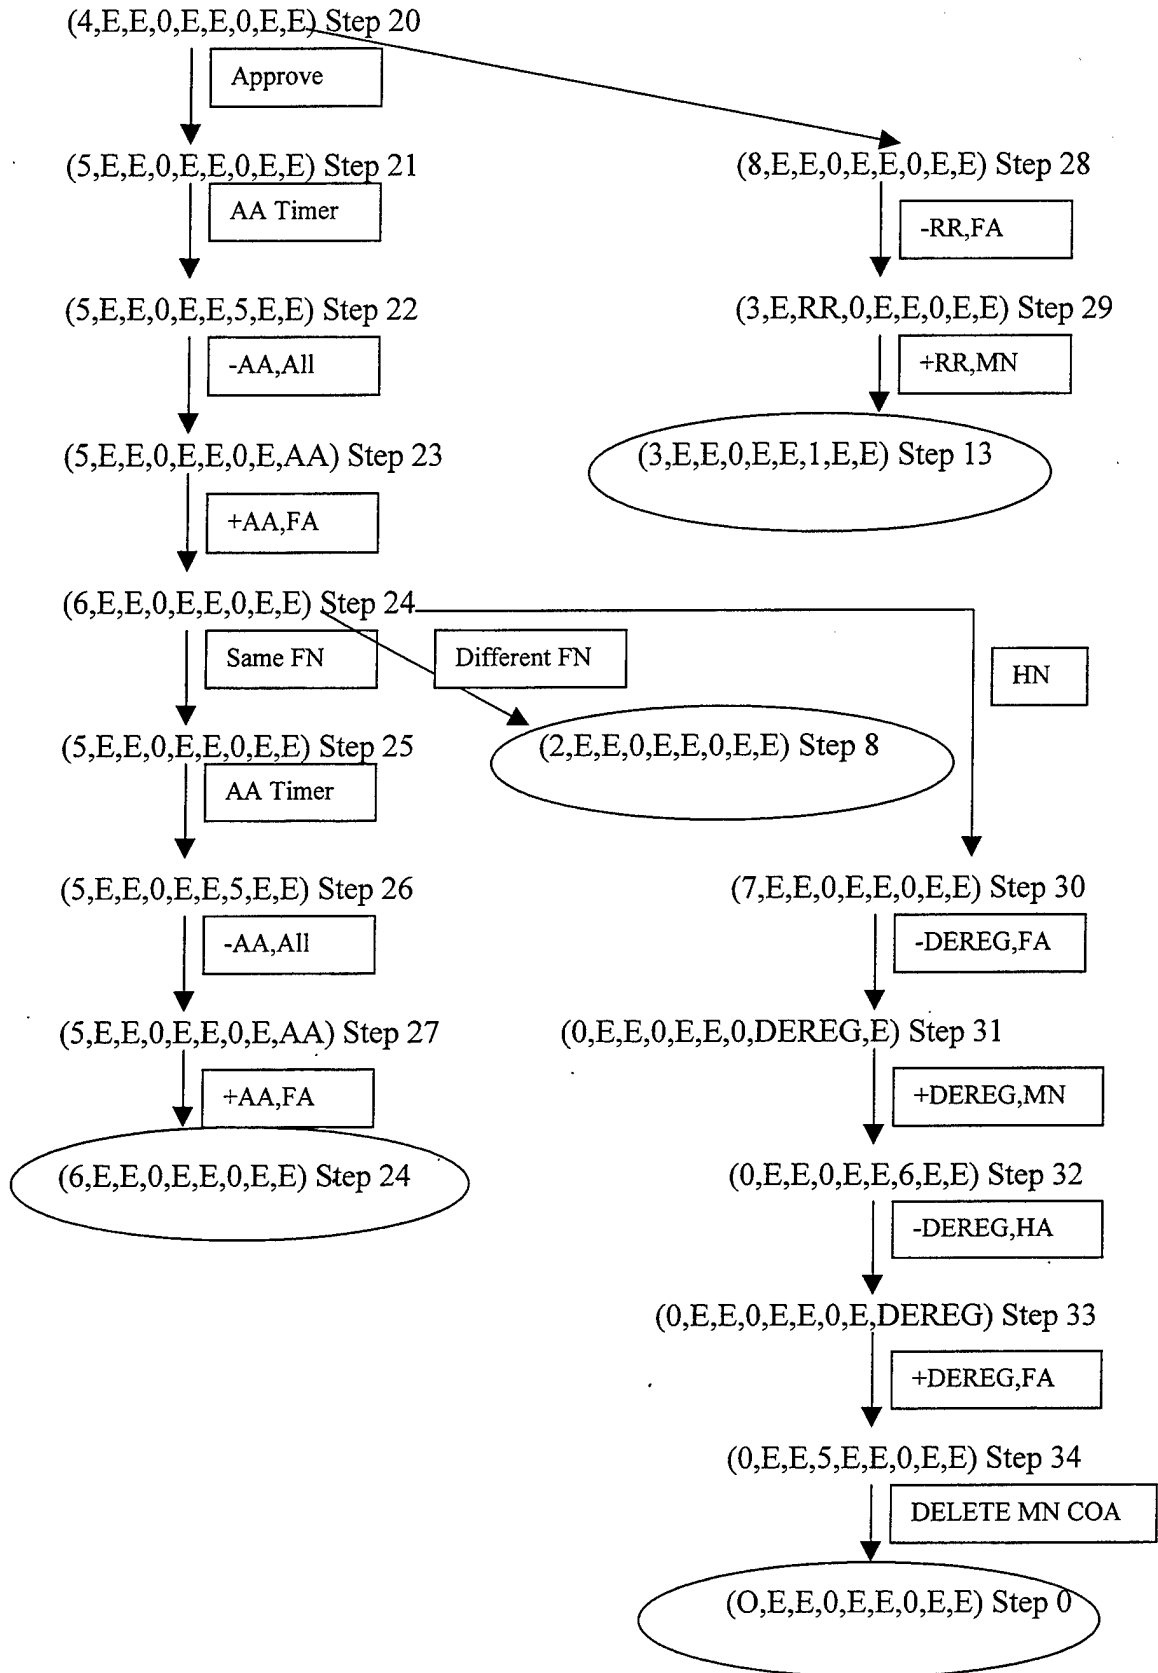 (4,E,E,0,E,E,0,E,E) Step 20
Approve
(5,E,E,0,E,E,0,E,E) Step 21
(8,E,E,0,E,E,0,E,E) Step 28
AA Timer
-RR,FA
(5,E,E,0,E,E,5,E,E) Step 22
(3,E,RR,0,E,E,0,E,E) Step 29
-AA,All
+RR,MN
(5,E,E,0,E,E,0,E,AA) Step 23
(3,E,E,0,E,E,1,E,E) Step 13
+AA,FA
(6,E,E,0,E,E,0,E,E) Step 24
Same FN
Different FN
HN
(5,E,E,0,E,E,0,E,E) Step 25
(2,E,E,0,E,E,0,E,E) Step 8
AA Timer
(5,E,E,0,E,E,5,E,E) Step 26
(7,E,E,0,E,E,0,E,E) Step 30
-AA,All
-DEREG,FA
(5,E,E,0,E,E,0,E,AA) Step 27
(0,E,E,0,E,E,0,DEREG,E) Step 31
+AA,FA
+DEREG,MN
(6,E,E,0,E,E,0,E,E) Step 24
(0,E,E,0,E,E,6,E,E) Step 32
-DEREG,HA
(0,E,E,0,E,E,0,E,DEREG) Step 33
+DEREG,FA
(0,E,E,5,E,E,0,E,E) Step 34
DELETE MN COA
(O,E,E,0,E,E,0,E,E) Step 0